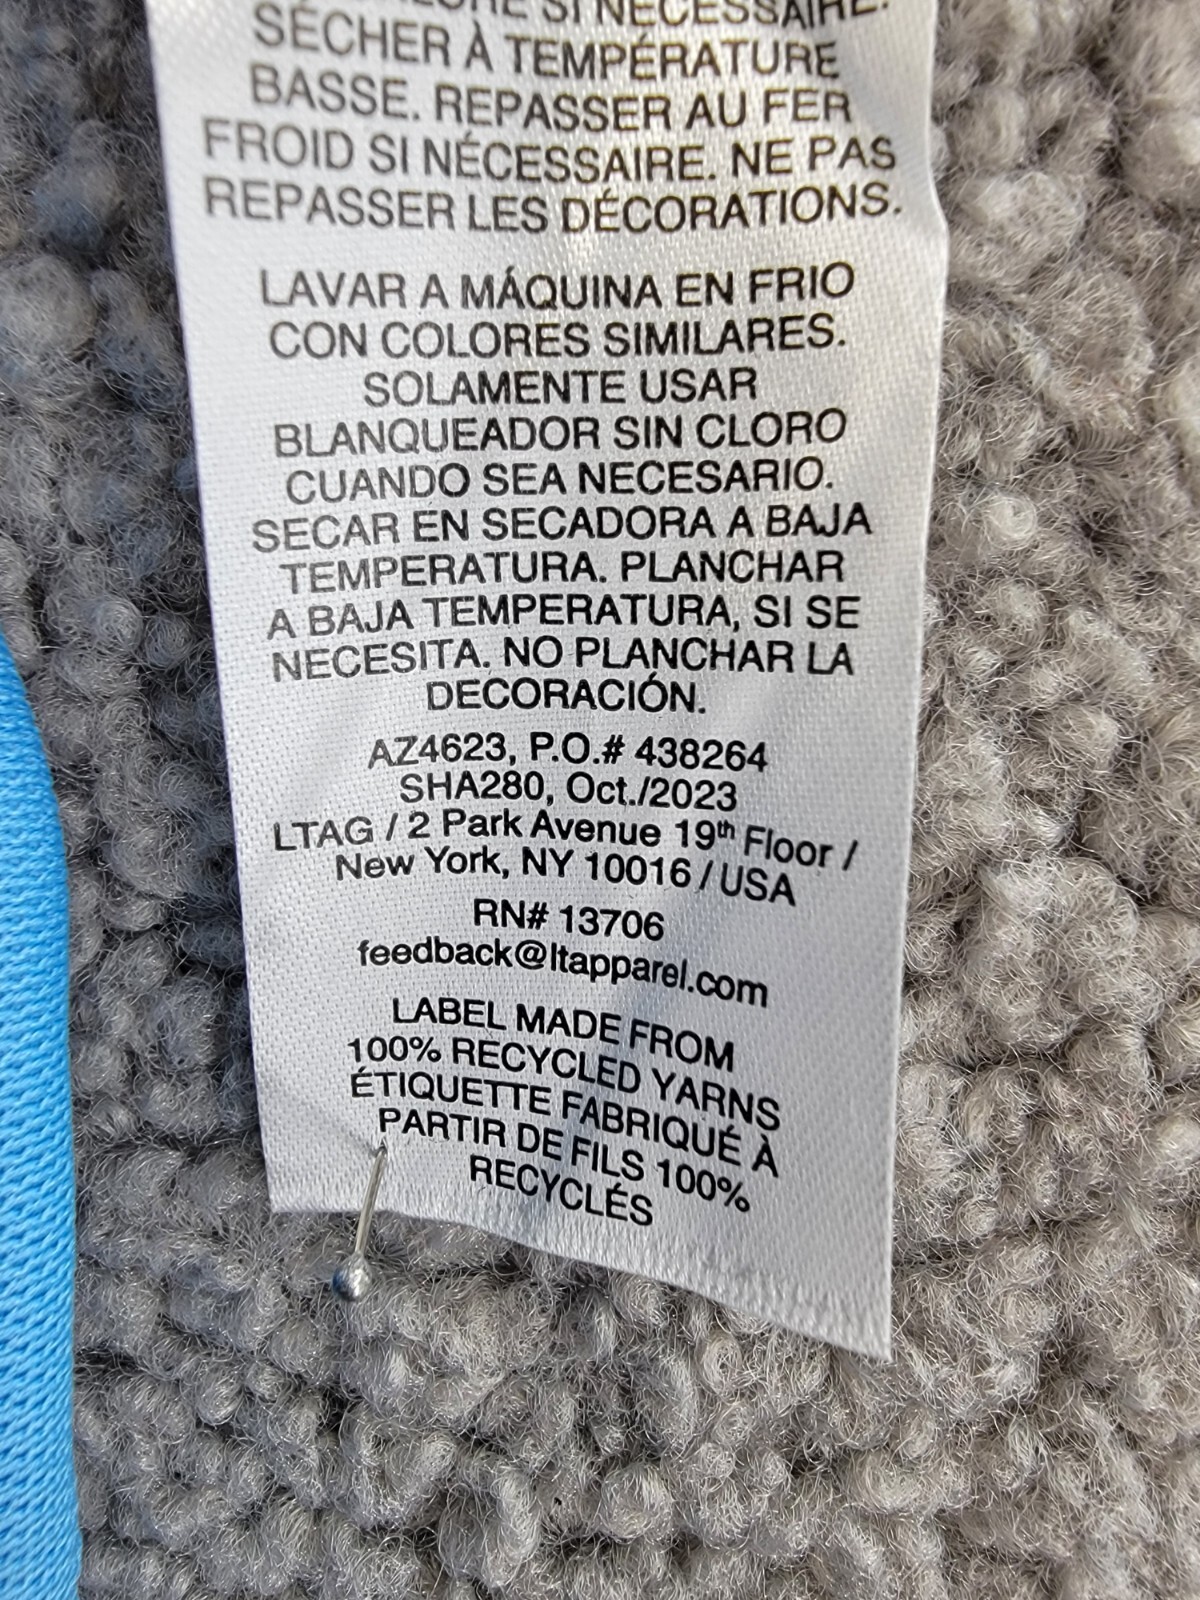 SI NÉCESSAIRE.
SÉCHER À TEMPÉRATURE
BASSE. REPASSER AU FER
FROID SI NÉCESSAIRE. NE PAS
REPASSER LES DÉCORATIONS.
LAVAR A MÁQUINA EN FRIO
CON COLORES SIMILARES.
SOLAMENTE USAR
BLANQUEADOR SIN CLORO
CUANDO SEA NECESARIO.
SECAR EN SECADORA A BAJA
TEMPERATURA. PLANCHAR
A BAJA TEMPERATURA, SI SE
NECESITA. NO PLANCHAR LA
DECORACIÓN.
AZ4623, P.O.# 438264
SHA280, Oct./2023
LTAG / 2 Park Avenue 19th Floor /
New York, NY 10016 / USA
RN# 13706
feedback@ltapparel.com
LABEL MADE FROM
100% RECYCLED YARNS
ÉTIQUETTE FABRIQUÉ À
PARTIR DE FILS 100%
RECYCLÉS